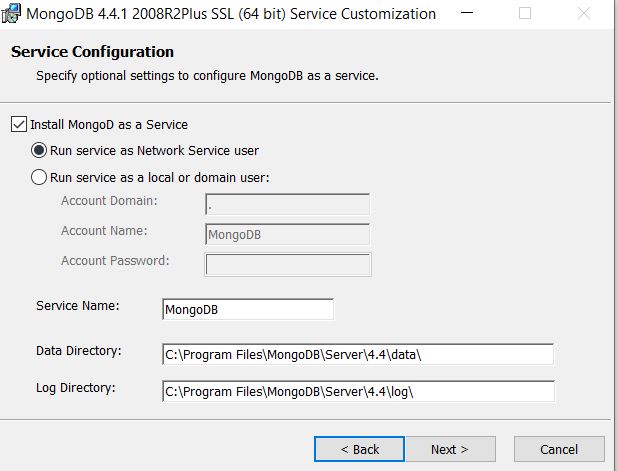 MongoDB 4.4.1 2008R2Plus SSL (64 bit) Service Customization
Service Configuration
Specify optional settings to configure MongoDB as a service.
Install MongoD as a Service
Run service as Network Service user
Run service as a local or domain user:
Account Domain: .
Account Name: MongoDB
Account Password:
Service Name: MongoDB
Data Directory: C:\Program Files\MongoDB\Server\4.4\data\
Log Directory: C:\Program Files\MongoDB\Server\4.4\log\
< Back Next > Cancel